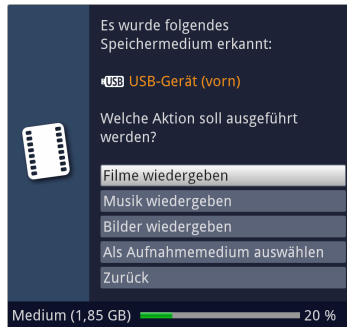 Es wurde folgendes
Speichermedium erkannt:
USB USB-Gerät (vorn)
Welche Aktion soll ausgeführt
werden?
Filme wiedergeben
Musik wiedergeben
Bilder wiedergeben
Als Aufnahmemedium auswählen
Zurück
Medium (1,85 GB) 20 %